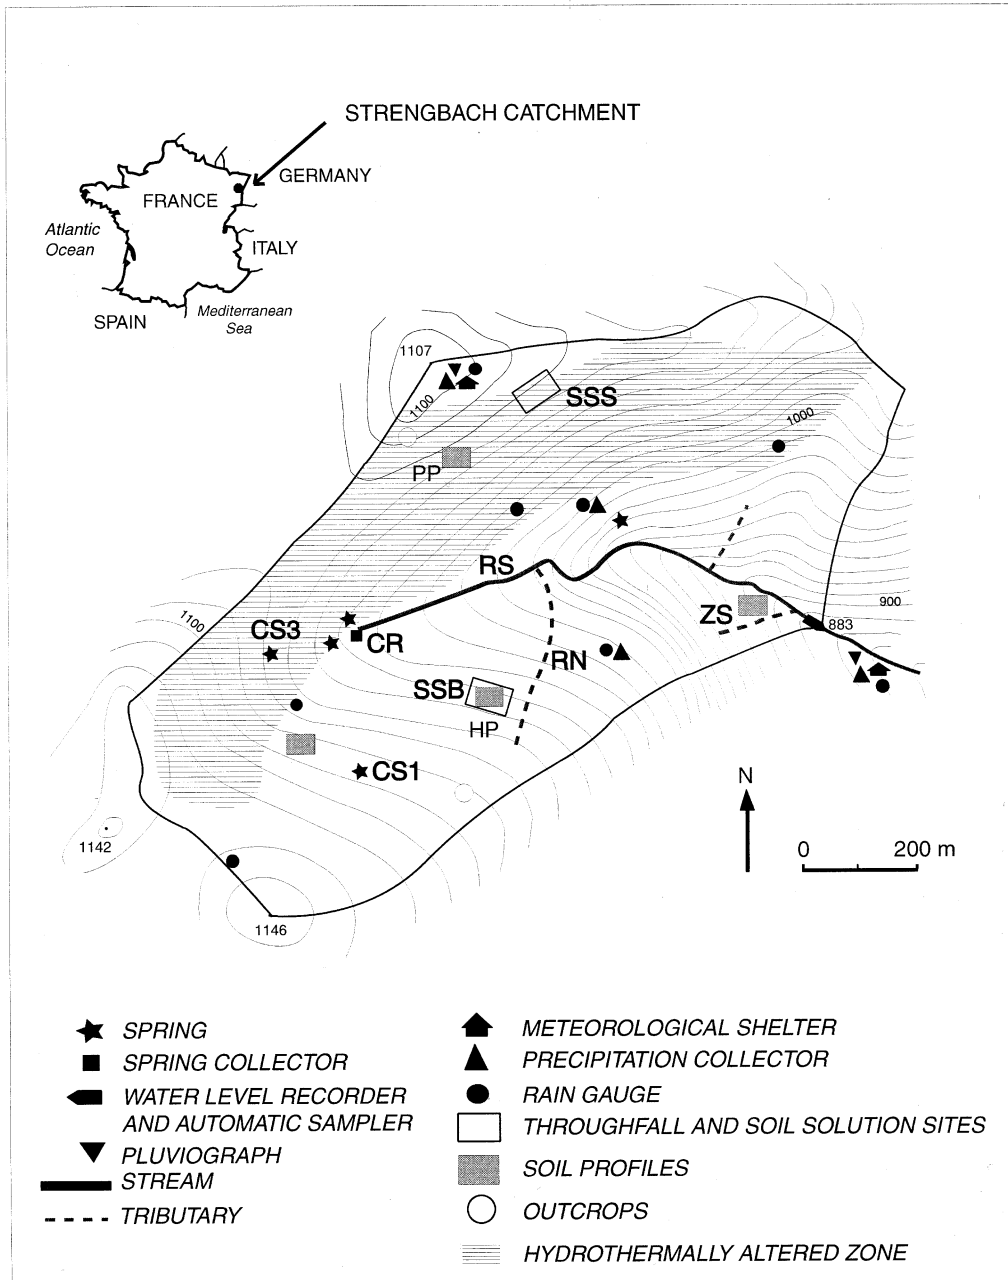 STRENGBACH CATCHMENT
GERMANY
FRANCE
Atlantic
Ocean
ITALY
SPAIN
Mediterranean
Sea
1107
1100
SSS
1000
PP
RS
ZS
900
883
1100
CS3
CR
RN
SSB
HP
CS1
N
0 200 m
1142
1146
SPRING
SPRING COLLECTOR
WATER LEVEL RECORDER
AND AUTOMATIC SAMPLER
PLUVIOGRAPH
STREAM
TRIBUTARY
METEOROLOGICAL SHELTER
PRECIPITATION COLLECTOR
RAIN GAUGE
THROUGHFALL AND SOIL SOLUTION SITES
SOIL PROFILES
OUTCROPS
HYDROTHERMALLY ALTERED ZONE